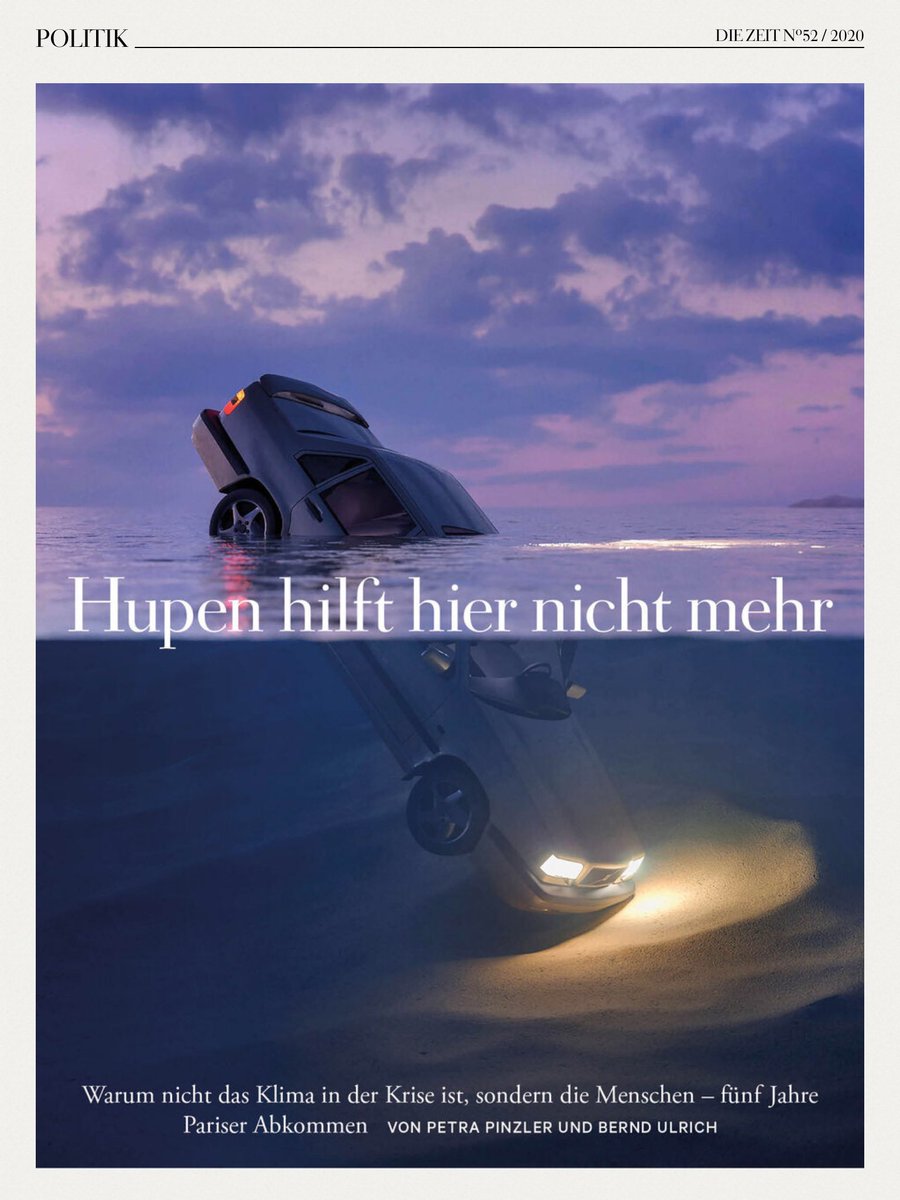 POLITIK
DIE ZEIT Nº52 / 2020
Hupen hilft hier nicht mehr
Warum nicht das Klima in der Krise ist, sondern die Menschen – fünf Jahre
Pariser Abkommen VON PETRA PINZLER UND BERND ULRICH